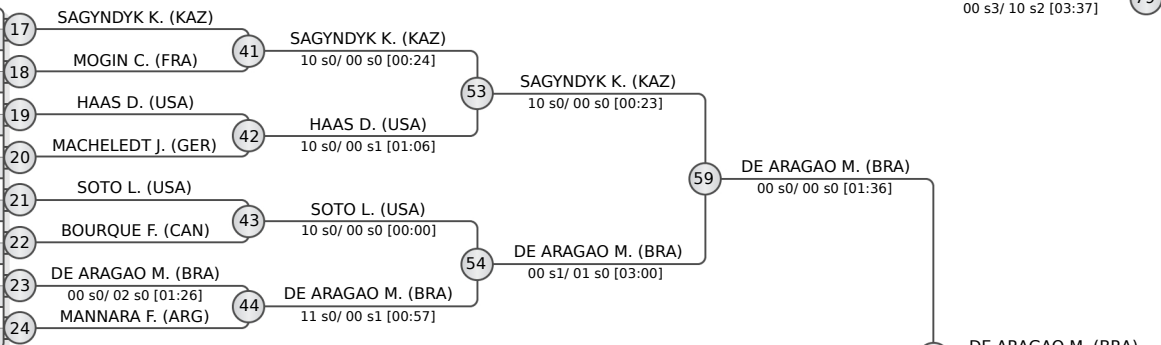 00 s3/ 10 s2 [03:37]
17
SAGYNDYK K. (KAZ)
18
MOGIN C. (FRA)
41
SAGYNDYK K. (KAZ)
10 s0/ 00 s0 [00:24]
19
HAAS D. (USA)
20
MACHELEDT J. (GER)
42
HAAS D. (USA)
10 s0/ 00 s1 [01:06]
53
SAGYNDYK K. (KAZ)
10 s0/ 00 s0 [00:23]
21
SOTO L. (USA)
22
BOURQUE F. (CAN)
43
SOTO L. (USA)
10 s0/ 00 s0 [00:00]
23
DE ARAGAO M. (BRA)
00 s0/ 02 s0 [01:26]
24
MANNARA F. (ARG)
44
DE ARAGAO M. (BRA)
11 s0/ 00 s1 [00:57]
54
DE ARAGAO M. (BRA)
00 s1/ 01 s0 [03:00]
59
DE ARAGAO M. (BRA)
00 s0/ 00 s0 [01:36]
DE ARAGAO M. (BRA)